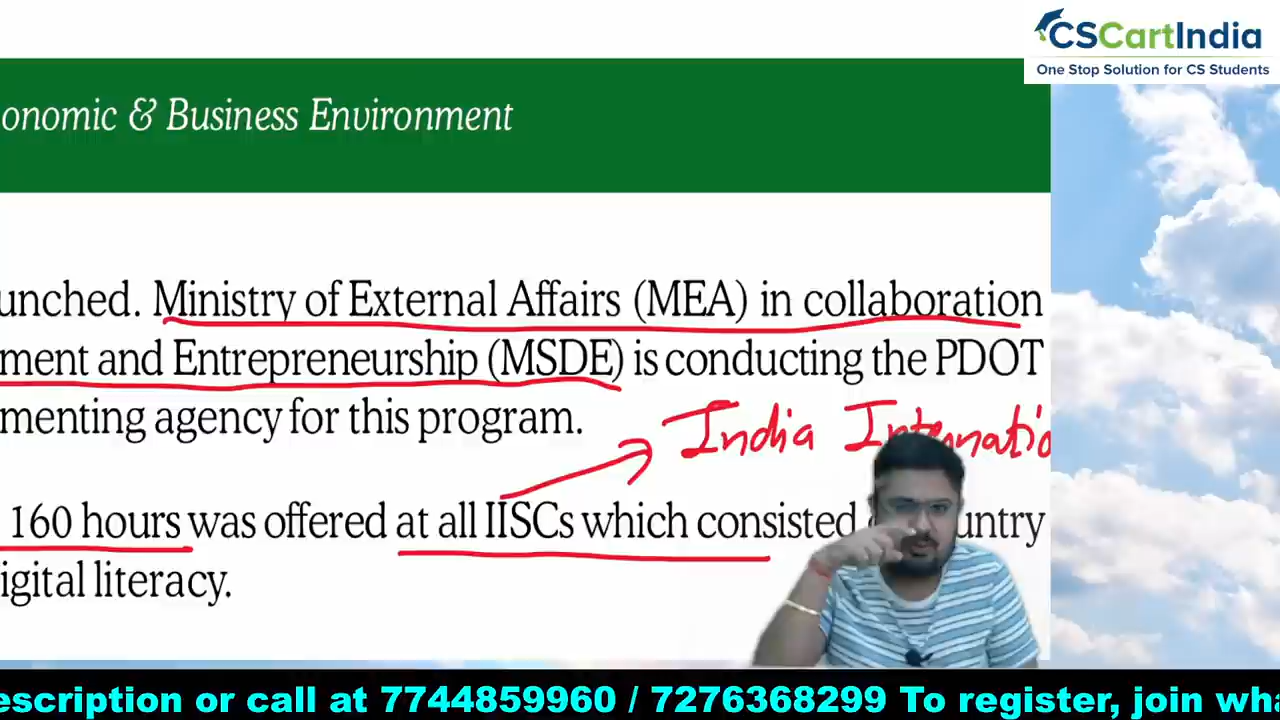 CSCartIndia
One Stop Solution for CS Students
onomic & Business Environment
unched. Ministry of External Affairs (MEA) in collaboration
ment and Entrepreneurship (MSDE) is conducting the PDOT
menting agency for this program.
India Internatio
160 hours was offered at all IISCs which consisted untry
igital literacy.
escription or call at 7744859960 / 7276368299 To register, join wha